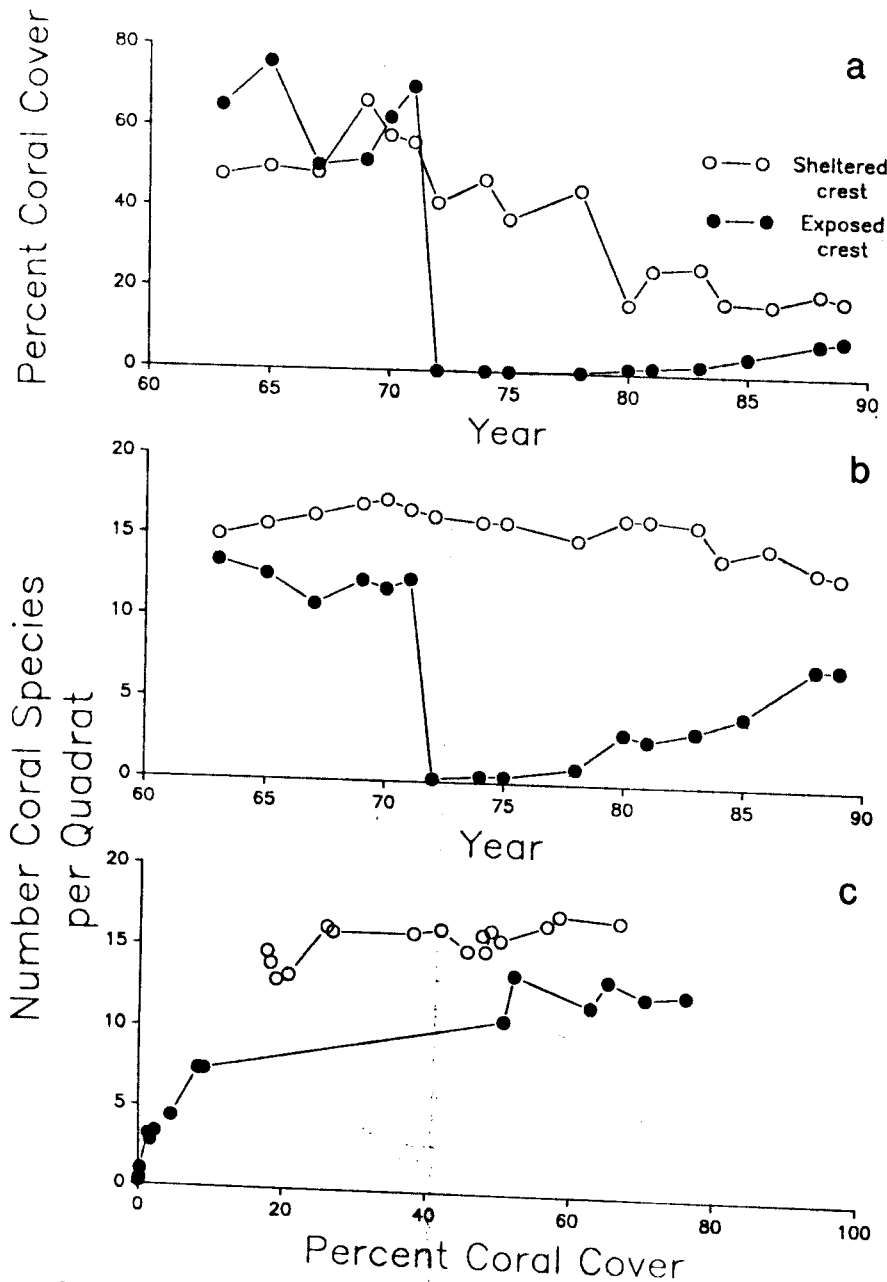 a
Percent Coral Cover
80
60
40
20
0
60 65 70 75 80 85 90
Year
Sheltered
crest
Exposed
crest
b
Number Coral Species
per Quadrat
20
15
10
5
0
60 65 70 75 80 85 90
Year
c
20
15
10
5
0
0 20 40 60 80 100
Percent Coral Cover